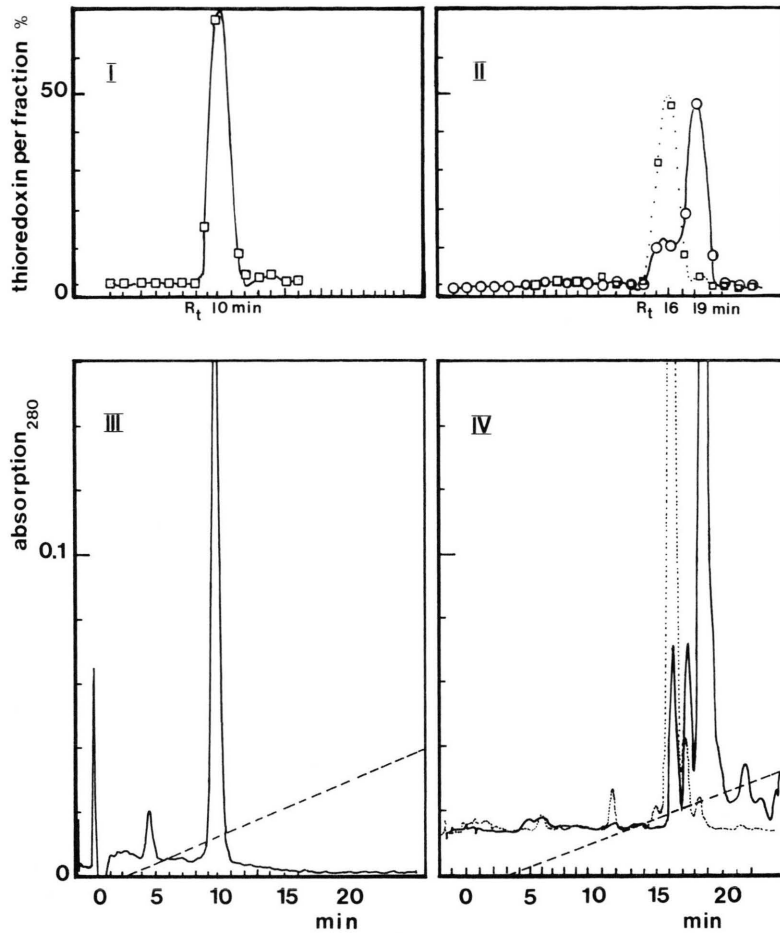 thioredoxin per fraction %
50
0
I
II
Rt 10 min
Rt 16 19 min
absorption280
0.1
0
III
IV
0 5 10 15 20
min
0 5 10 15 20
min